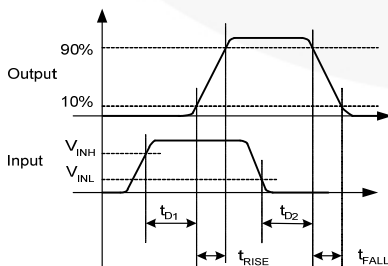 90%
Output
10%
Input
VINH
VINL
tD1
tD2
tRISE
tFALL